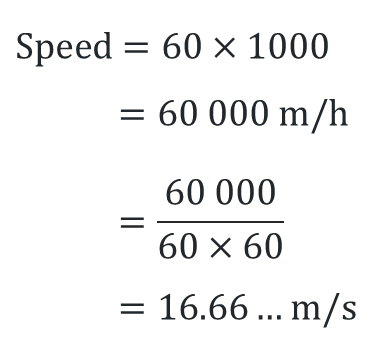 Speed = 60 × 1000
= 60 000 m/h
= 60 000 / 60 × 60
= 16.66 … m/s